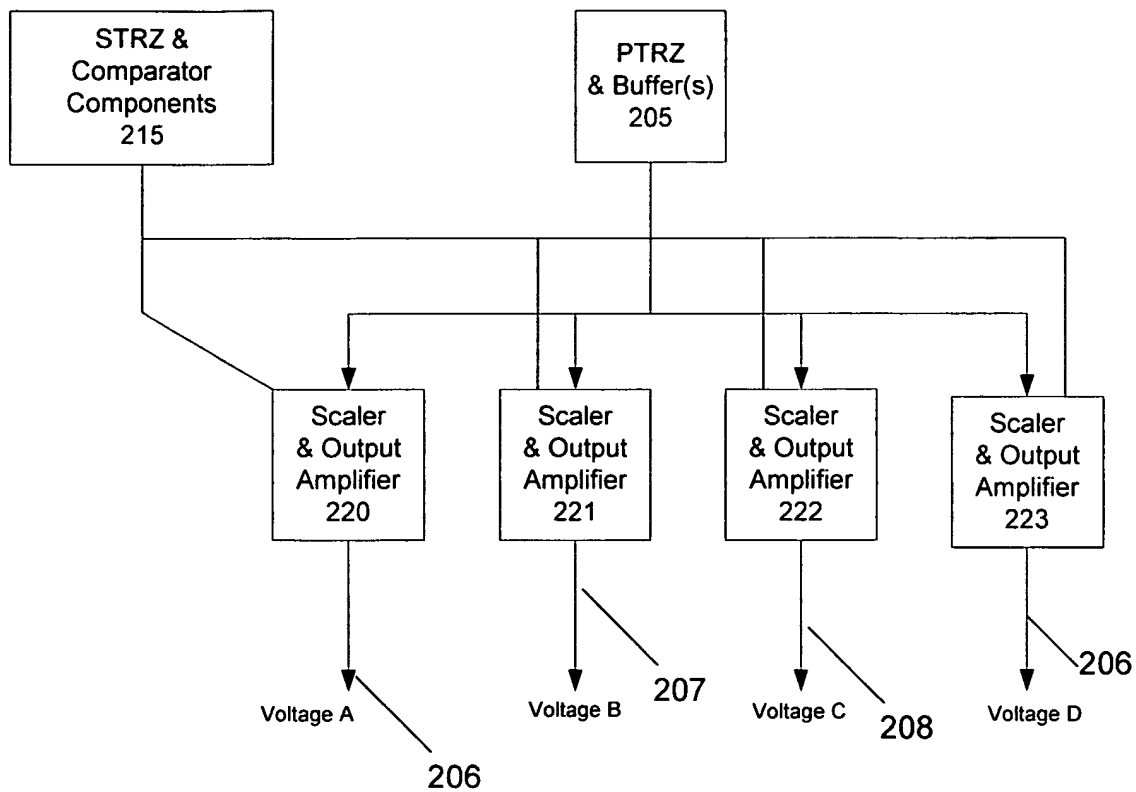 STRZ &
Comparator
Components
215
PTRZ
& Buffer(s)
205
Scaler
& Output
Amplifier
220
Scaler
& Output
Amplifier
221
Scaler
& Output
Amplifier
222
Scaler
& Output
Amplifier
223
Voltage A
206
Voltage B
207
Voltage C
208
Voltage D
206